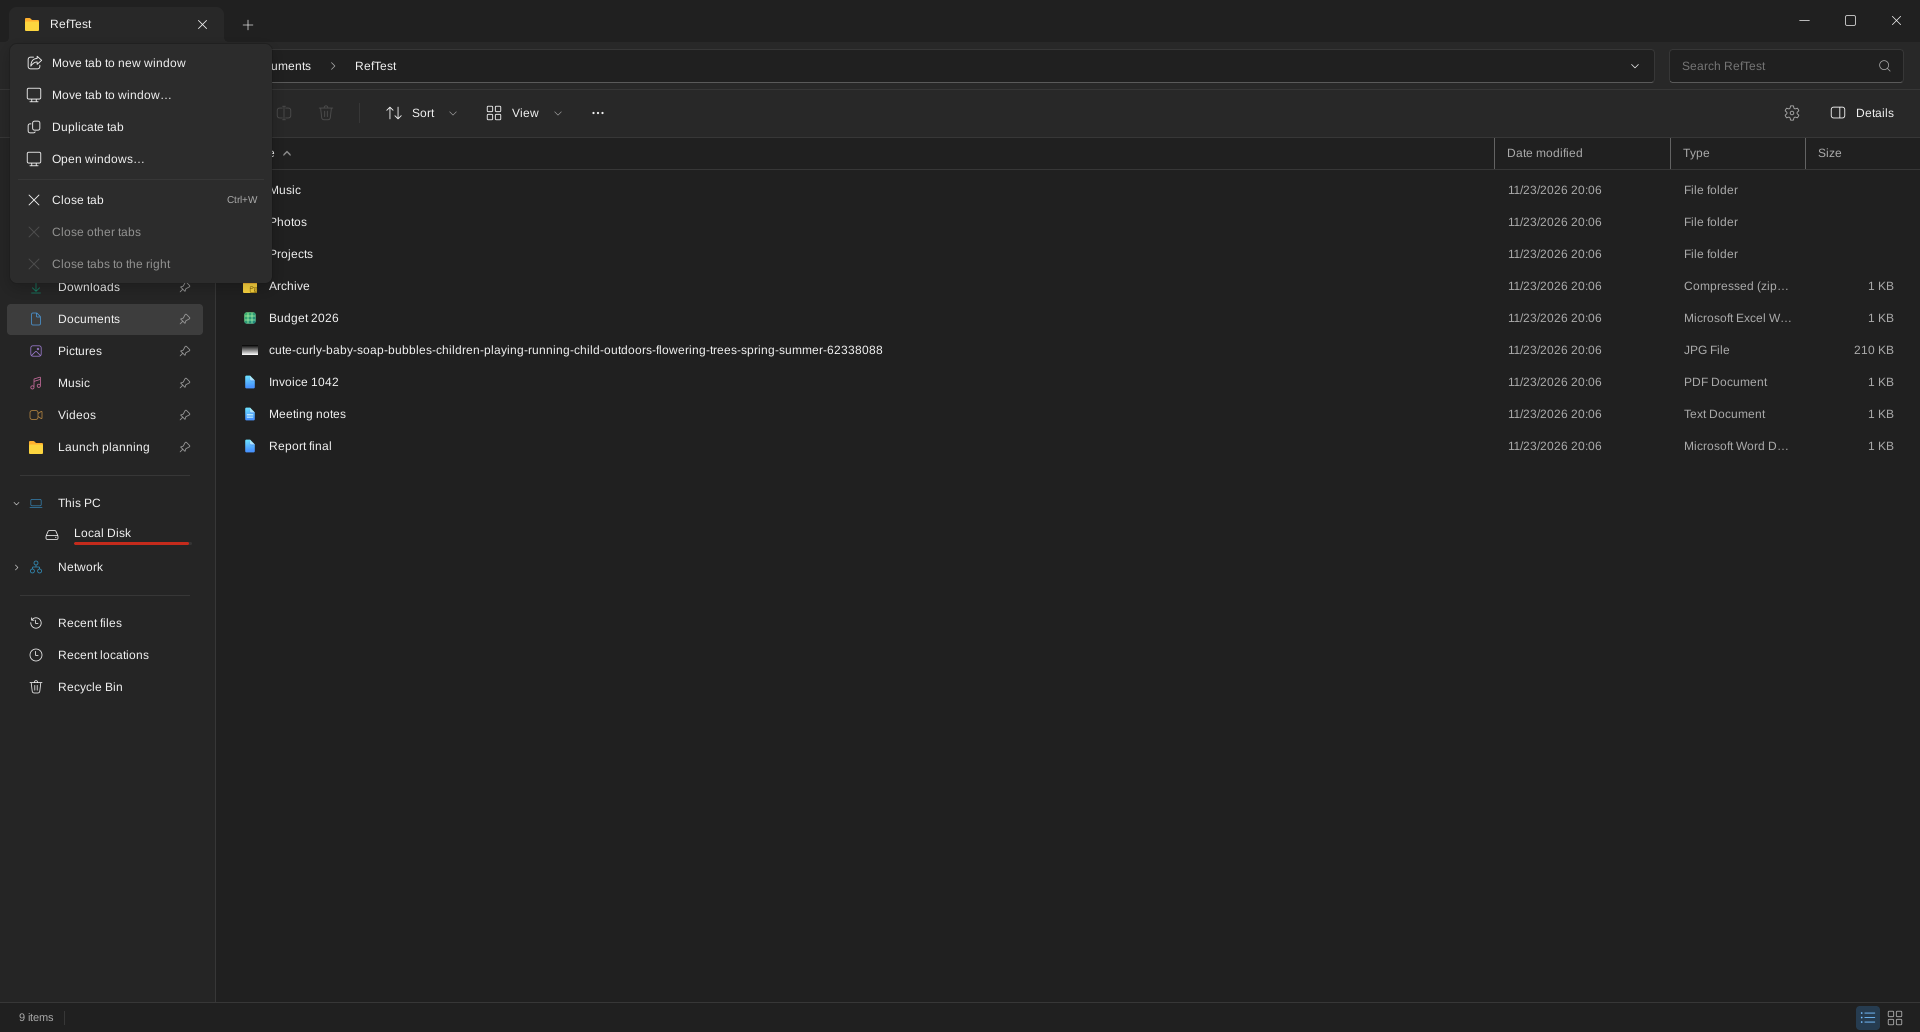 RefTest
Move tab to new window
Move tab to window…
Duplicate tab
Open windows…
Close tab Ctrl+W
Close other tabs
Close tabs to the right
uments RefTest
Search RefTest
Sort View Details
e Date modified Type Size
Music 11/23/2026 20:06 File folder
Photos 11/23/2026 20:06 File folder
Projects 11/23/2026 20:06 File folder
Archive 11/23/2026 20:06 Compressed (zip… 1 KB
Budget 2026 11/23/2026 20:06 Microsoft Excel W… 1 KB
cute-curly-baby-soap-bubbles-children-playing-running-child-outdoors-flowering-trees-spring-summer-62338088 11/23/2026 20:06 JPG File 210 KB
Invoice 1042 11/23/2026 20:06 PDF Document 1 KB
Meeting notes 11/23/2026 20:06 Text Document 1 KB
Report final 11/23/2026 20:06 Microsoft Word D… 1 KB
Downloads
Documents
Pictures
Music
Videos
Launch planning
This PC
Local Disk
Network
Recent files
Recent locations
Recycle Bin
9 items